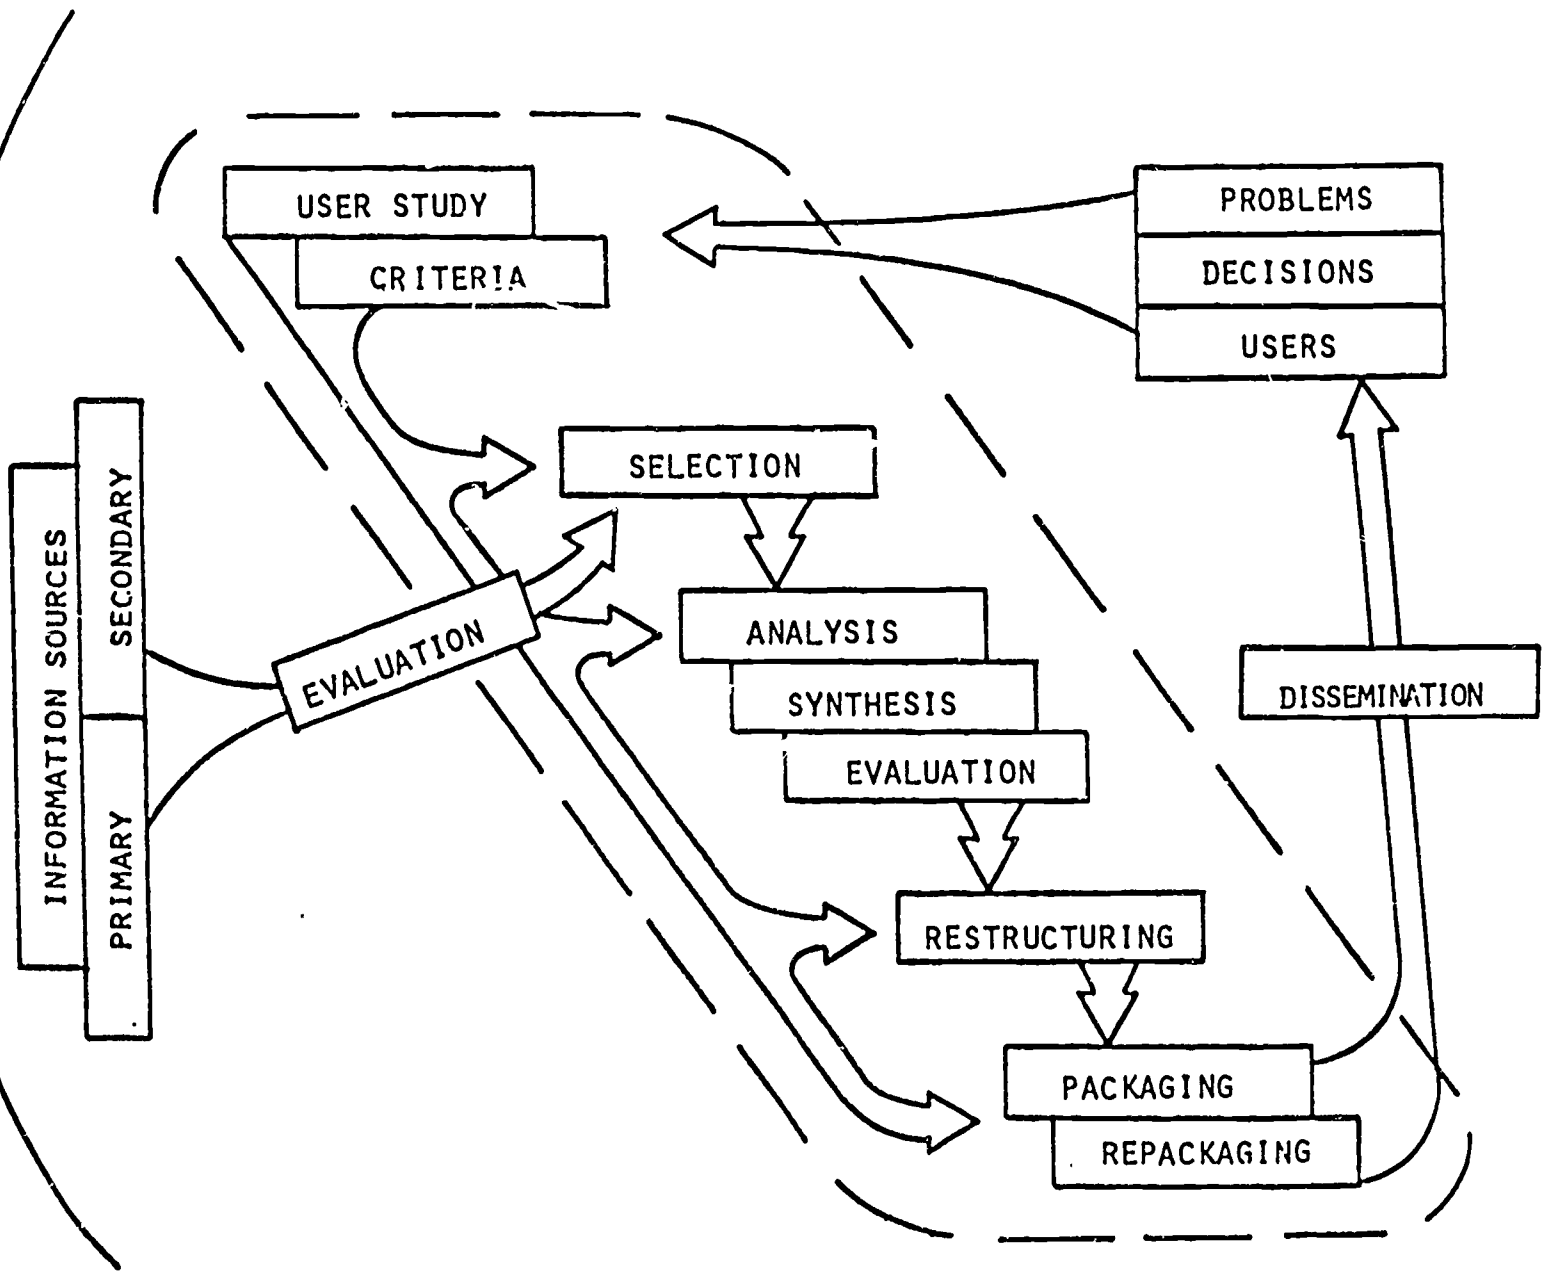 USER STUDY
CRITERIA
PROBLEMS
DECISIONS
USERS
SELECTION
INFORMATION SOURCES
SECONDARY
PRIMARY
EVALUATION
ANALYSIS
SYNTHESIS
EVALUATION
DISSEMINATION
RESTRUCTURING
PACKAGING
REPACKAGING